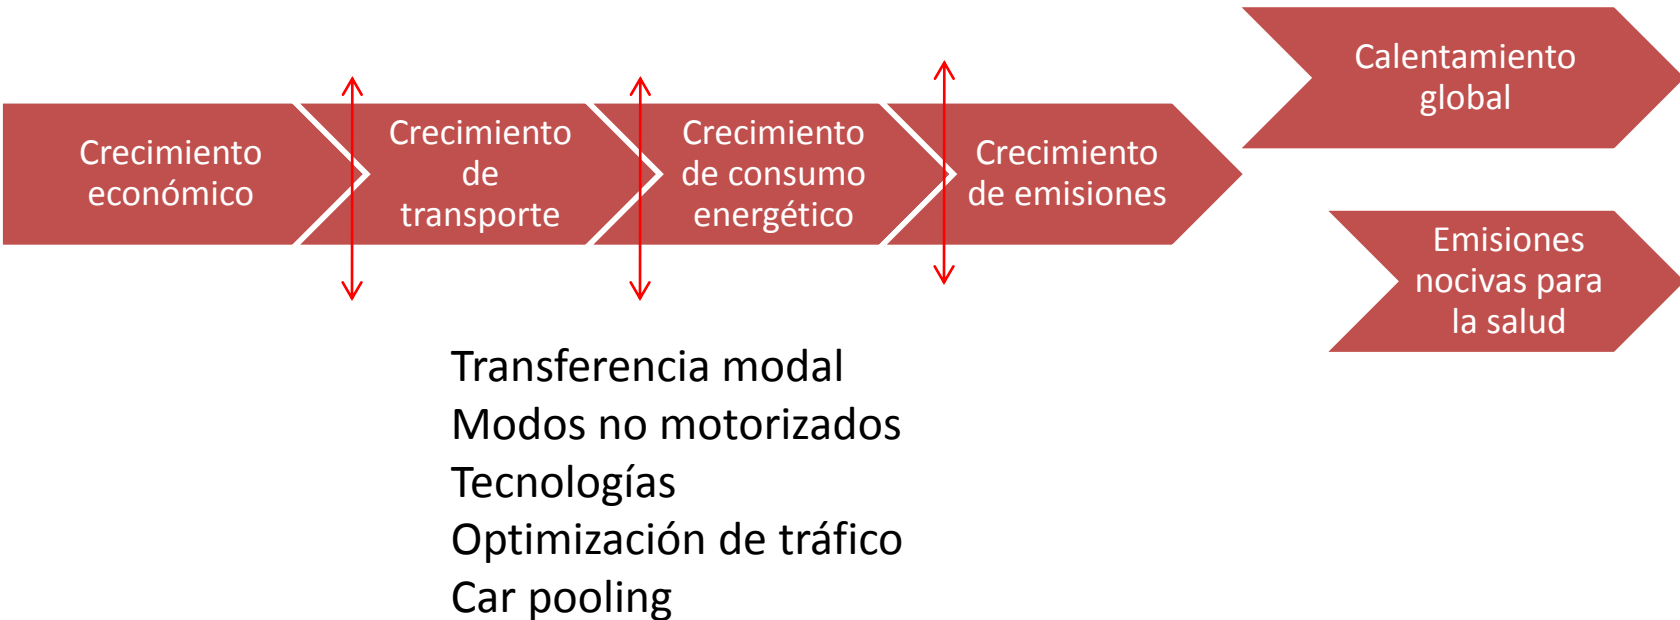 Crecimiento
económico
Crecimiento
de
transporte
Crecimiento
de consumo
energético
Crecimiento
de emisiones
Calentamiento
global
Emisiones
nocivas para
la salud
Transferencia modal
Modos no motorizados
Tecnologías
Optimización de tráfico
Car pooling